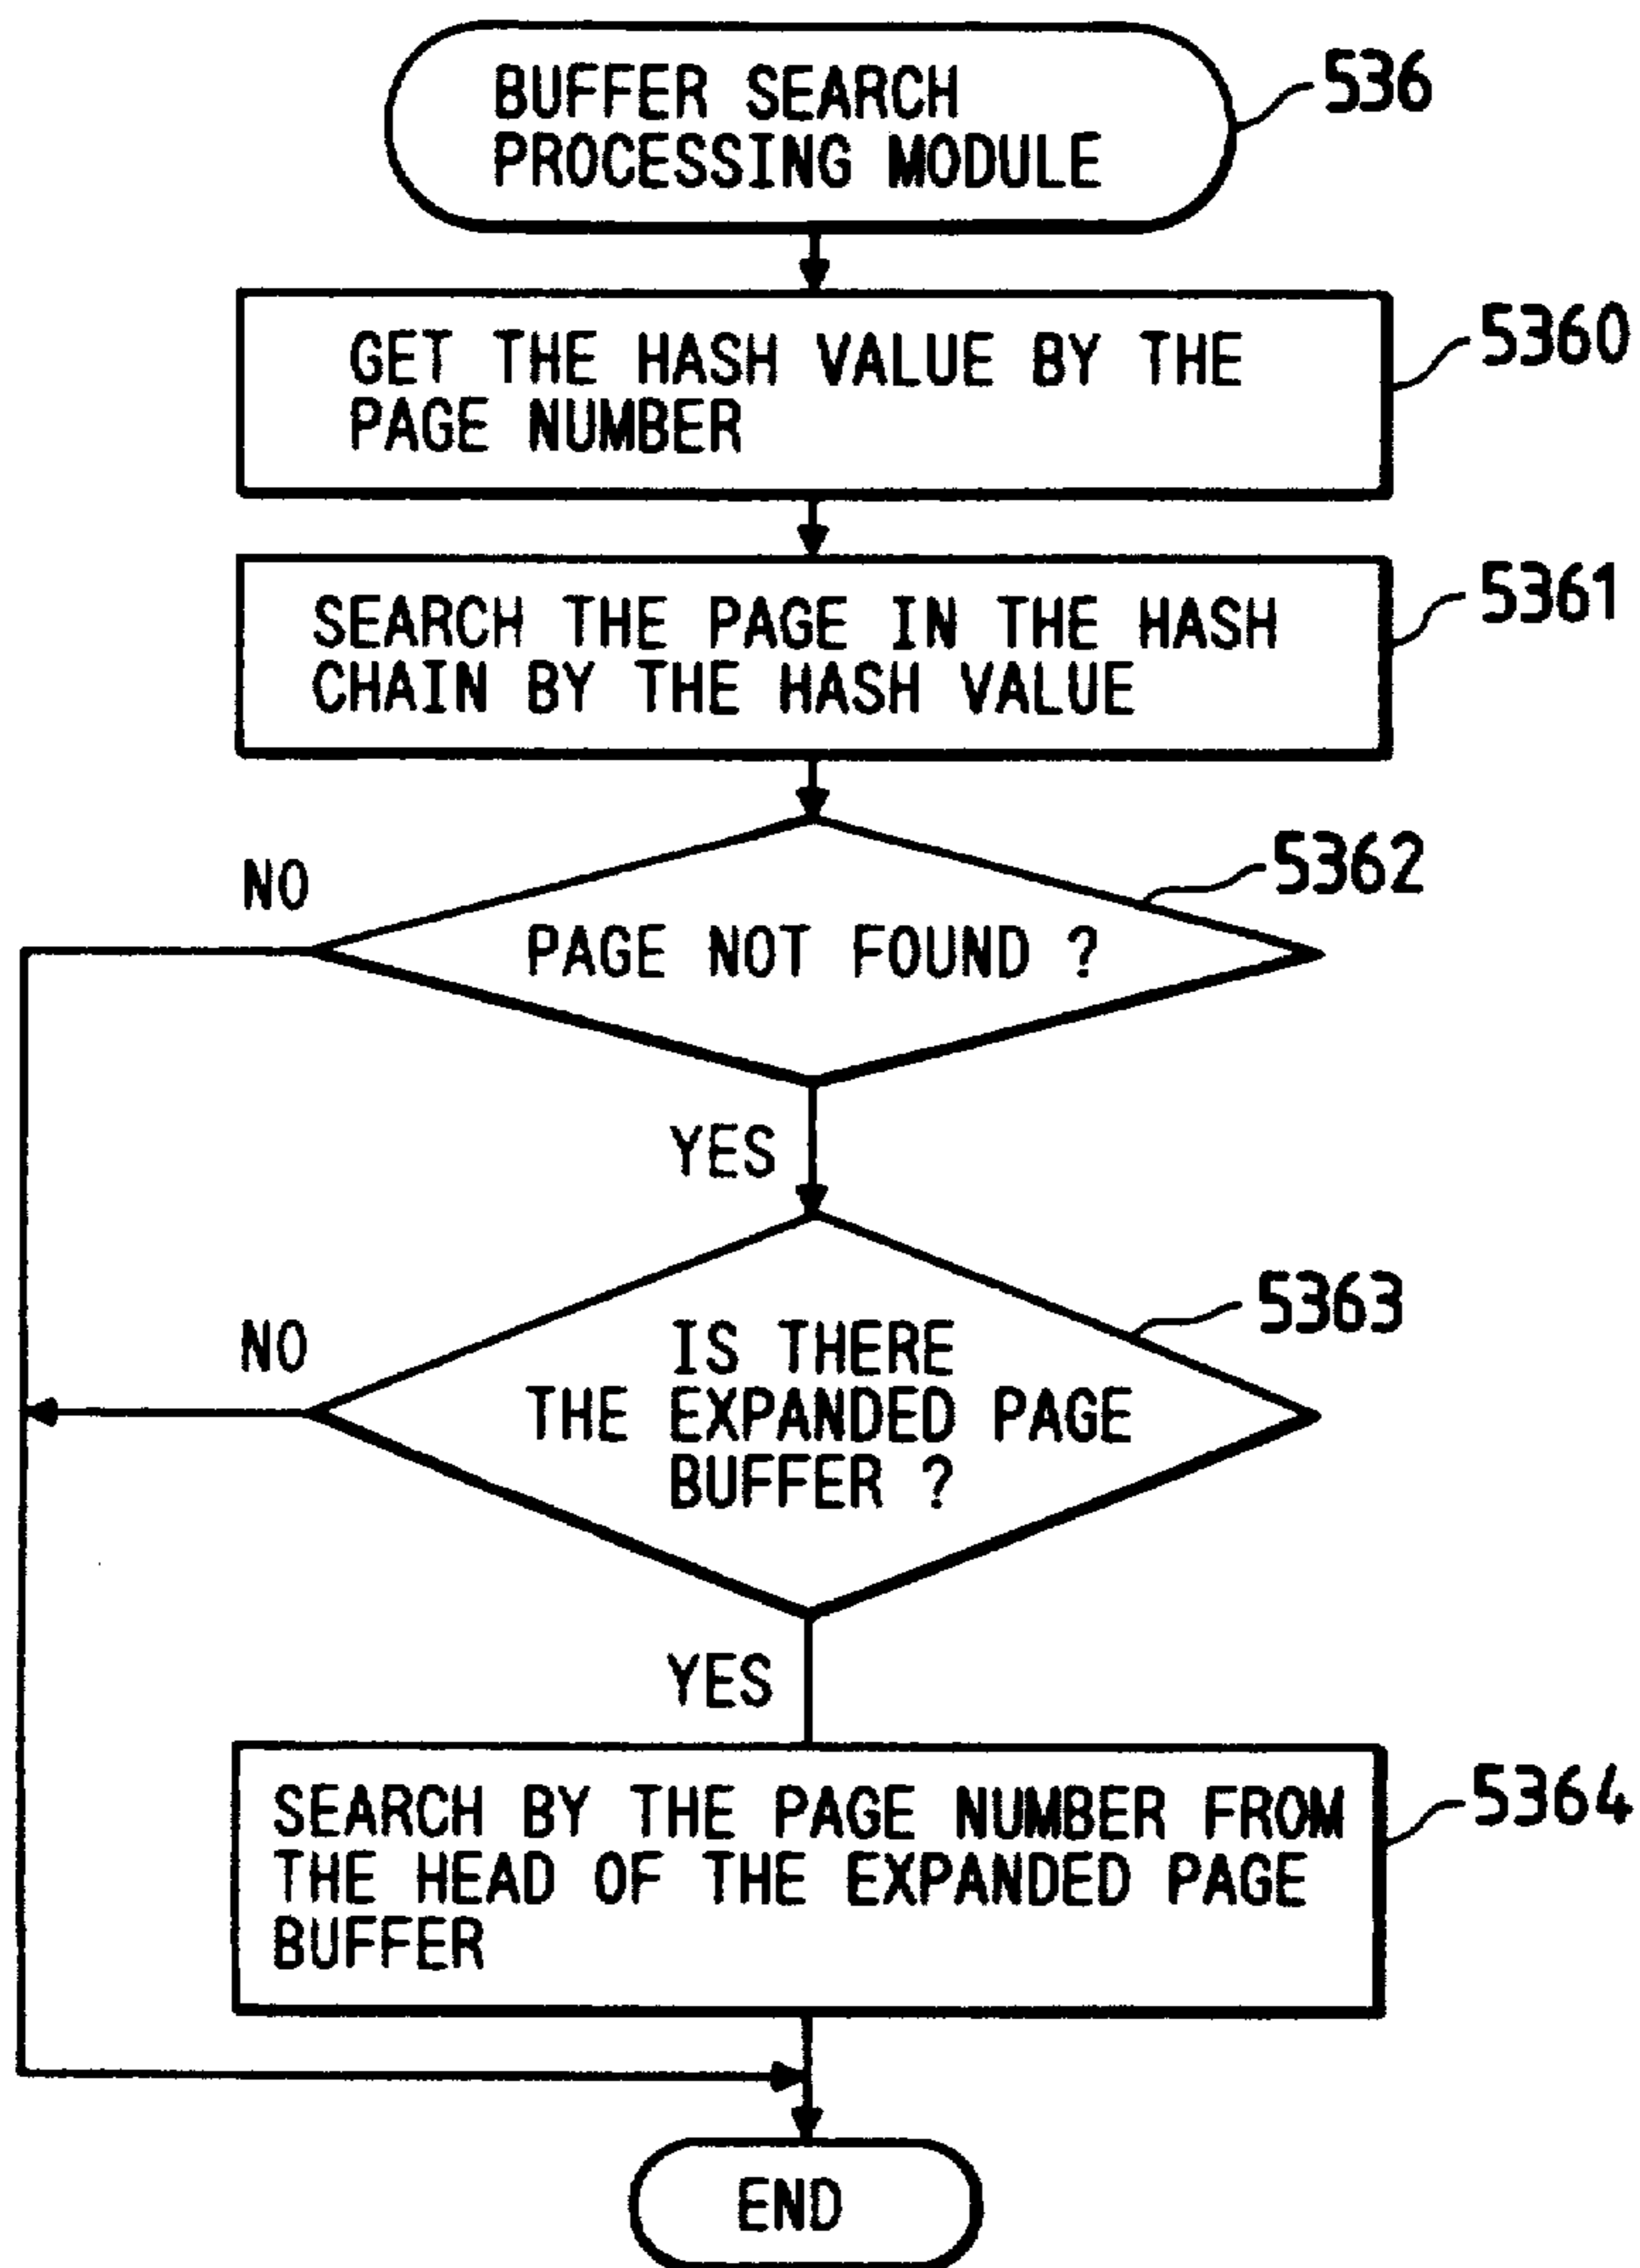 BUFFER SEARCH
PROCESSING MODULE
536
GET THE HASH VALUE BY THE
PAGE NUMBER
5360
SEARCH THE PAGE IN THE HASH
CHAIN BY THE HASH VALUE
5361
NO
5362
PAGE NOT FOUND ?
YES
5363
NO
IS THERE
THE EXPANDED PAGE
BUFFER ?
YES
SEARCH BY THE PAGE NUMBER FROM
THE HEAD OF THE EXPANDED PAGE
BUFFER
5364
END